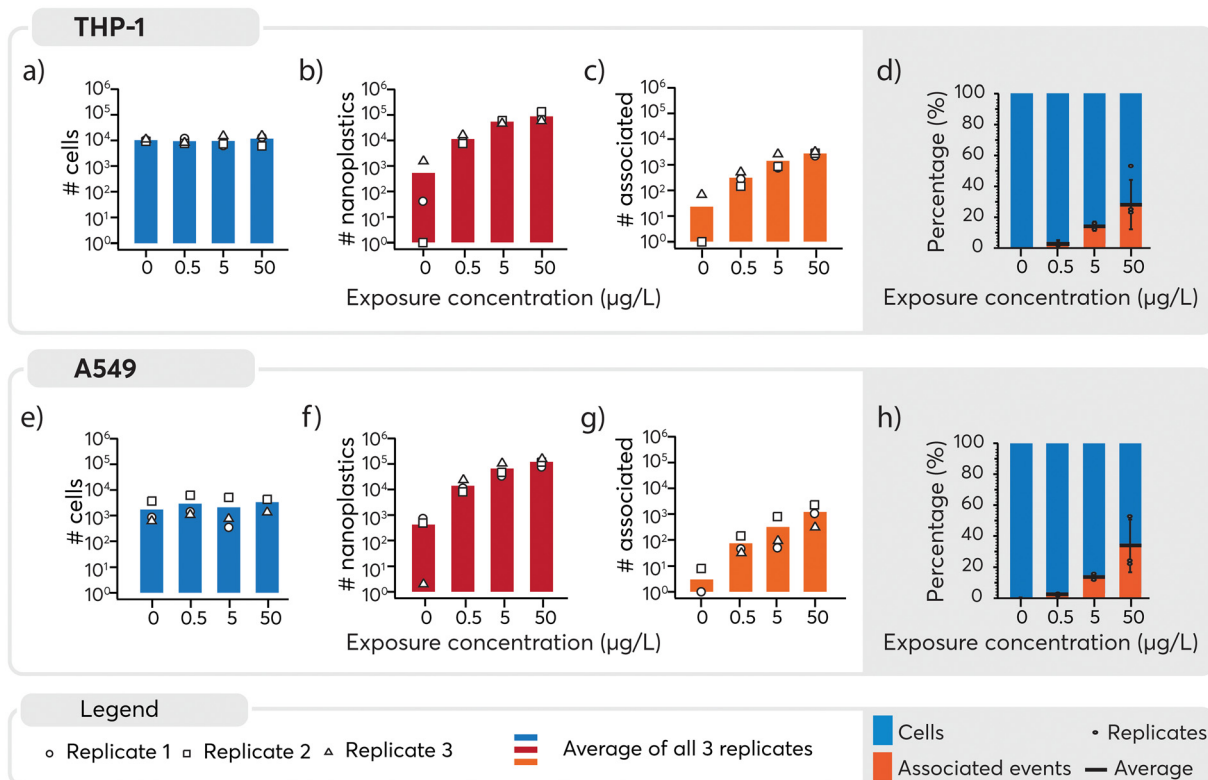 THP-1
a)
b)
c)
d)
# cells
10⁶
10⁵
10⁴
10³
10²
10¹
10⁰
0 0.5 5 50
# nanoplastics
10⁶
10⁵
10⁴
10³
10²
10¹
10⁰
0 0.5 5 50
# associated
10⁶
10⁵
10⁴
10³
10²
10¹
10⁰
0 0.5 5 50
Exposure concentration (µg/L)
Percentage (%)
100
80
60
40
20
0
0 0.5 5 50
Exposure concentration (µg/L)
A549
e)
f)
g)
h)
# cells
10⁶
10⁵
10⁴
10³
10²
10¹
10⁰
0 0.5 5 50
# nanoplastics
10⁶
10⁵
10⁴
10³
10²
10¹
10⁰
0 0.5 5 50
# associated
10⁶
10⁵
10⁴
10³
10²
10¹
10⁰
0 0.5 5 50
Exposure concentration (µg/L)
Percentage (%)
100
80
60
40
20
0
0 0.5 5 50
Exposure concentration (µg/L)
Legend
Replicate 1 Replicate 2 Replicate 3
Average of all 3 replicates
Cells
Replicates
Associated events
Average